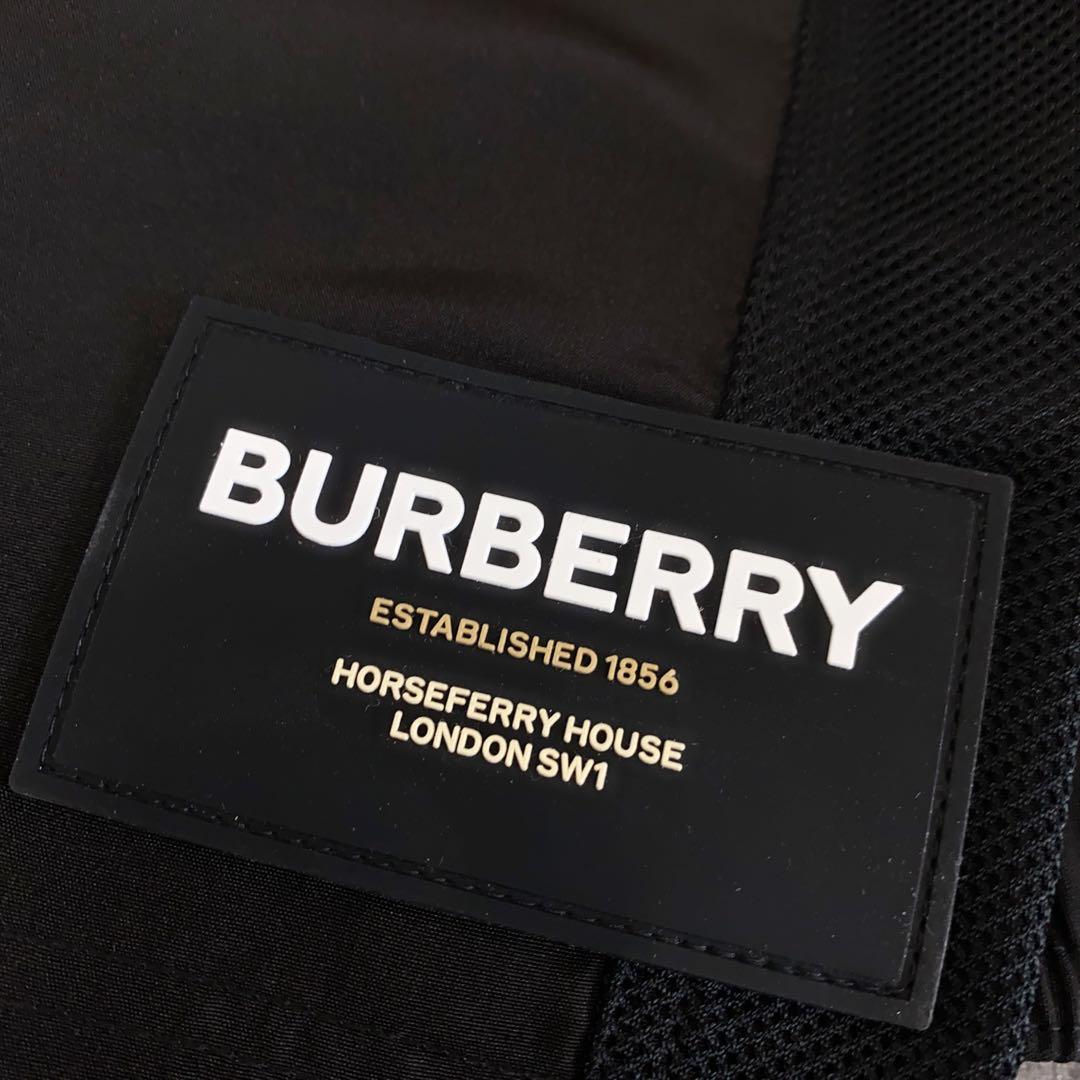 BURBERRY
ESTABLISHED 1856
HORSEFERRY HOUSE
LONDON SW1